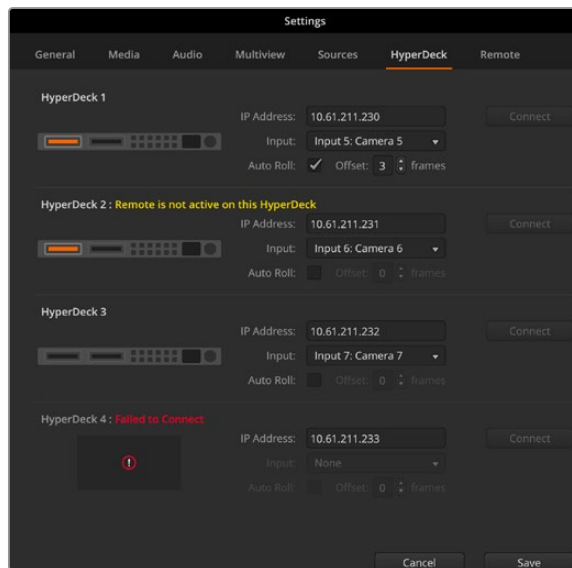 Settings
General Media Audio Multiview Sources HyperDeck Remote
HyperDeck 1
IP Address: 10.61.211.230 Connect
Input: Input 5: Camera 5
Auto Roll: Offset: 3 frames
HyperDeck 2 : Remote is not active on this HyperDeck
IP Address: 10.61.211.231 Connect
Input: Input 6: Camera 6
Auto Roll: Offset: 0 frames
HyperDeck 3
IP Address: 10.61.211.232 Connect
Input: Input 7: Camera 7
Auto Roll: Offset: 0 frames
HyperDeck 4 : Failed to Connect
IP Address: 10.61.211.233 Connect
Input: None
Auto Roll: Offset: 0 frames
Cancel Save